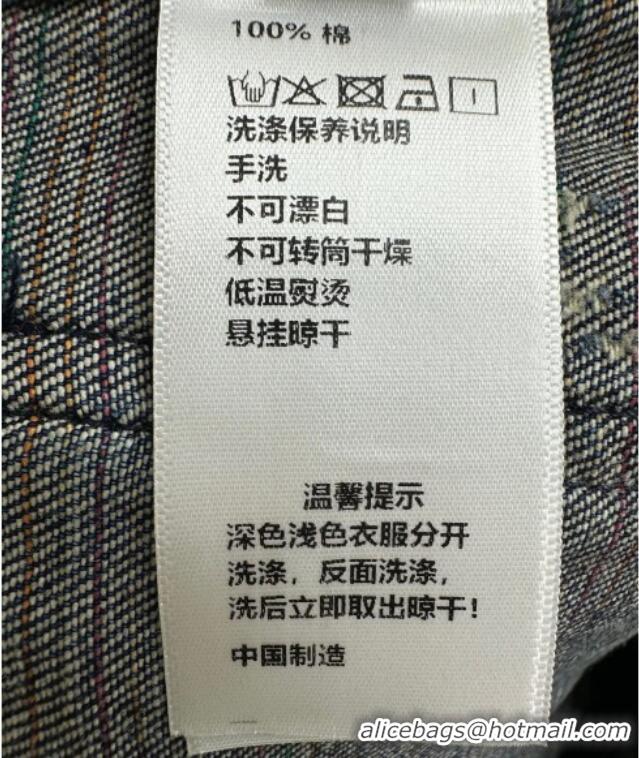 100% 棉
洗涤保养说明
手洗
不可漂白
不可转筒干燥
低温熨烫
悬挂晾干
温馨提示
深色浅色衣服分开
洗涤，反面洗涤，
洗后立即取出晾干！
中国制造
alicebags@hotmail.com